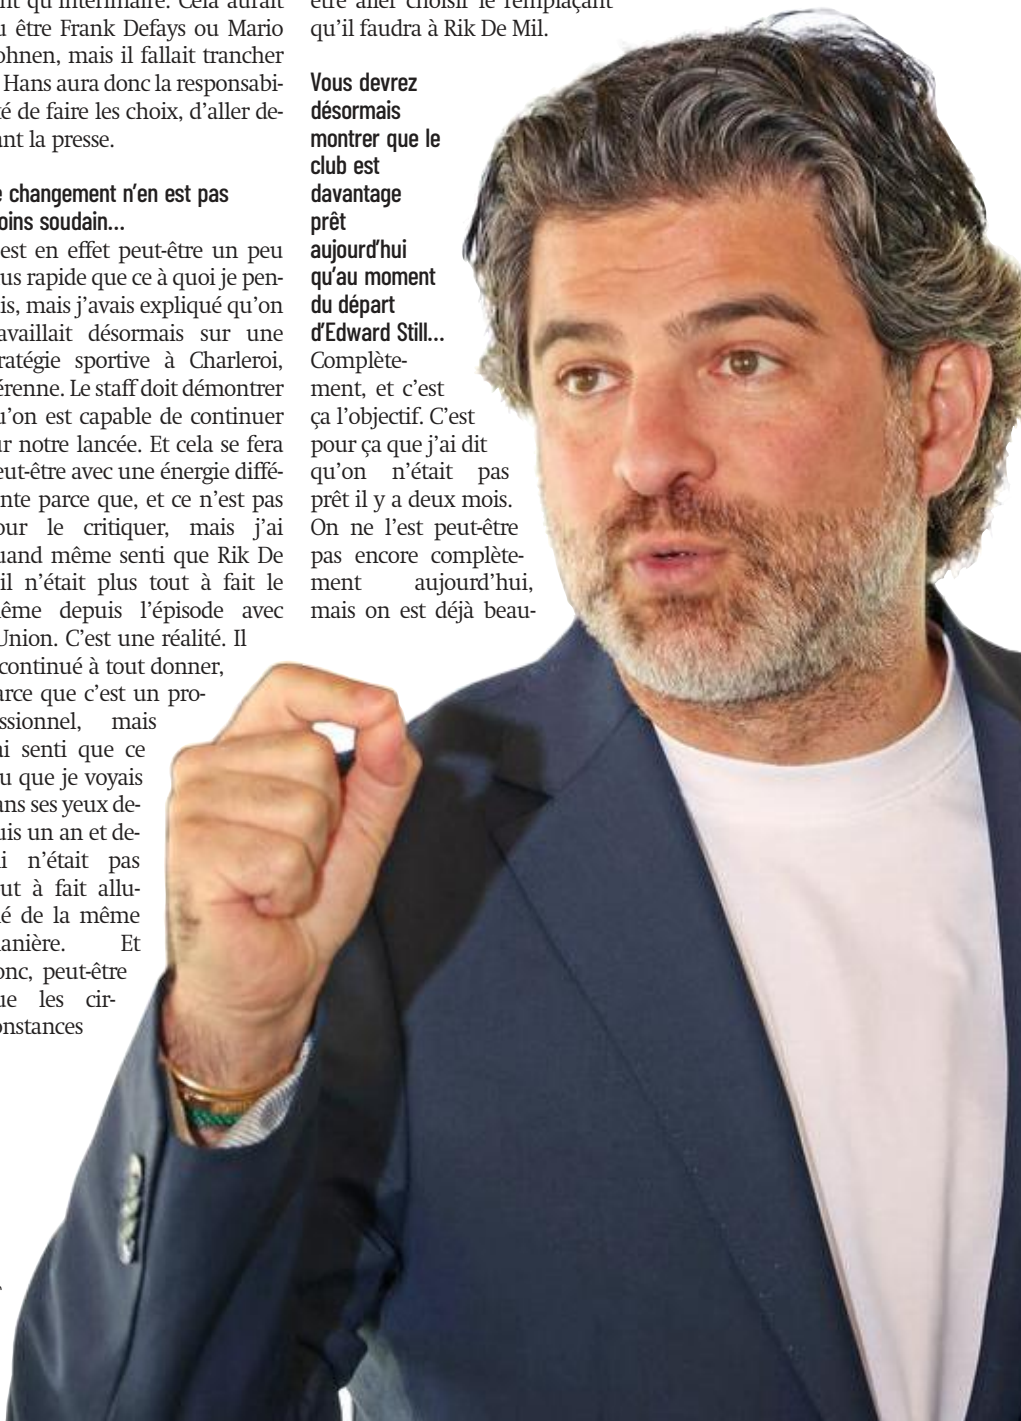 nt qu'intérimaire. Cela aurait
u être Frank Defays ou Mario
ohnen, mais il fallait trancher
Hans aura donc la responsabi-
té de faire les choix, d'aller de-
ant la presse.
e changement n'en est pas
oins soudain...
est en effet peut-être un peu
us rapide que ce à quoi je pen-
is, mais j'avais expliqué qu'on
availlait désormais sur une
ratégie sportive à Charleroi,
érenne. Le staff doit démontrer
u'on est capable de continuer
ur notre lancée. Et cela se fera
eut-être avec une énergie diffé-
nte parce que, et ce n'est pas
our le critiquer, mais j'ai
uand même senti que Rik De
il n'était plus tout à fait le
ême depuis l'épisode avec
Union. C'est une réalité. Il
continué à tout donner,
arce que c'est un pro-
ssionnel, mais
ai senti que ce
u que je voyais
ans ses yeux de-
uis un an et de-
i n'était pas
ut à fait allu-
é de la même
anière. Et
onc, peut-être
ue les cir-
onstances
être aller choisir le remplaçant
qu'il faudra à Rik De Mil.
Vous devrez
désormais
montrer que le
club est
davantage
prêt
aujourd'hui
qu'au moment
du départ
d'Edward Still...
Complète-
ment, et c'est
ça l'objectif. C'est
pour ça que j'ai dit
qu'on n'était pas
prêt il y a deux mois.
On ne l'est peut-être
pas encore complète-
ment aujourd'hui,
mais on est déjà beau-